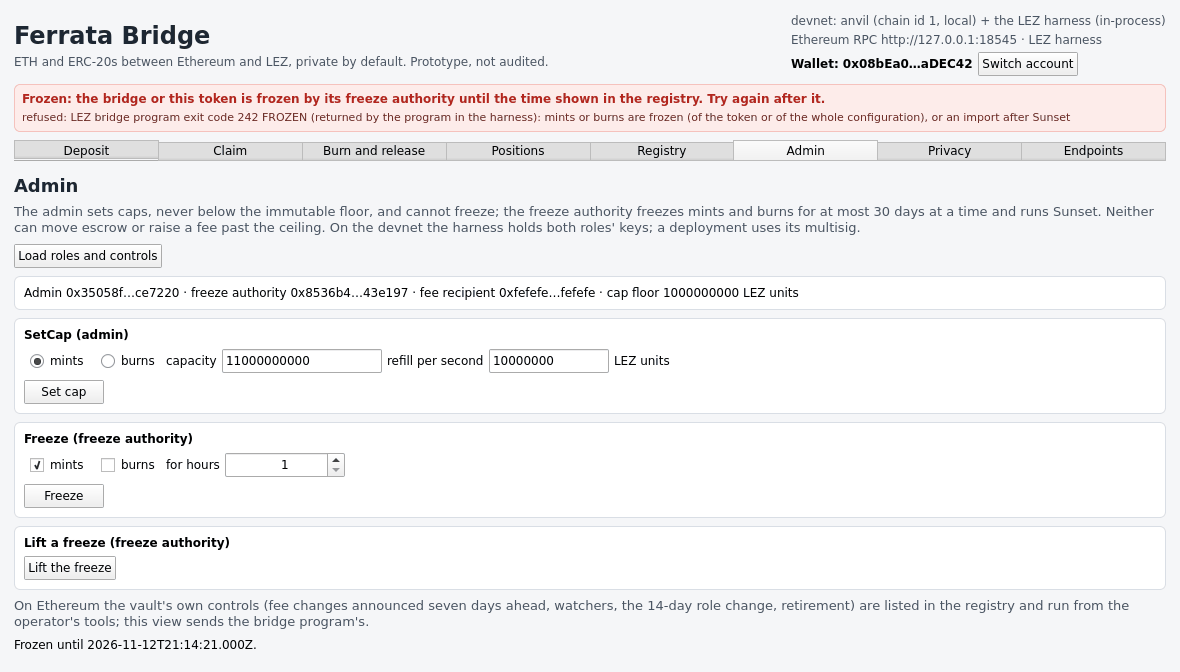 Ferrata Bridge
ETH and ERC-20s between Ethereum and LEZ, private by default. Prototype, not audited.
devnet: anvil (chain id 1, local) + the LEZ harness (in-process)
Ethereum RPC http://127.0.0.1:18545 · LEZ harness
Wallet: 0x08bEa0…aDEC42 Switch account
Frozen: the bridge or this token is frozen by its freeze authority until the time shown in the registry. Try again after it.
refused: LEZ bridge program exit code 242 FROZEN (returned by the program in the harness): mints or burns are frozen (of the token or of the whole configuration), or an import after Sunset
Deposit Claim Burn and release Positions Registry Admin Privacy Endpoints
Admin
The admin sets caps, never below the immutable floor, and cannot freeze; the freeze authority freezes mints and burns for at most 30 days at a time and runs Sunset. Neither
can move escrow or raise a fee past the ceiling. On the devnet the harness holds both roles' keys; a deployment uses its multisig.
Load roles and controls
Admin 0x35058f…ce7220 · freeze authority 0x8536b4…43e197 · fee recipient 0xfefefe…fefefe · cap floor 1000000000 LEZ units
SetCap (admin)
mints burns capacity 11000000000 refill per second 10000000 LEZ units
Set cap
Freeze (freeze authority)
mints burns for hours 1
Freeze
Lift a freeze (freeze authority)
Lift the freeze
On Ethereum the vault's own controls (fee changes announced seven days ahead, watchers, the 14-day role change, retirement) are listed in the registry and run from the
operator's tools; this view sends the bridge program's.
Frozen until 2026-11-12T21:14:21.000Z.